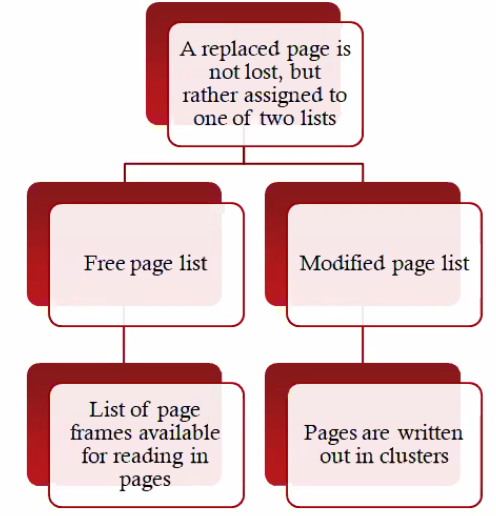 A replaced page is
not lost, but
rather assigned to
one of two lists
Free page list
Modified page list
List of page
frames available
for reading in
pages
Pages are written
out in clusters